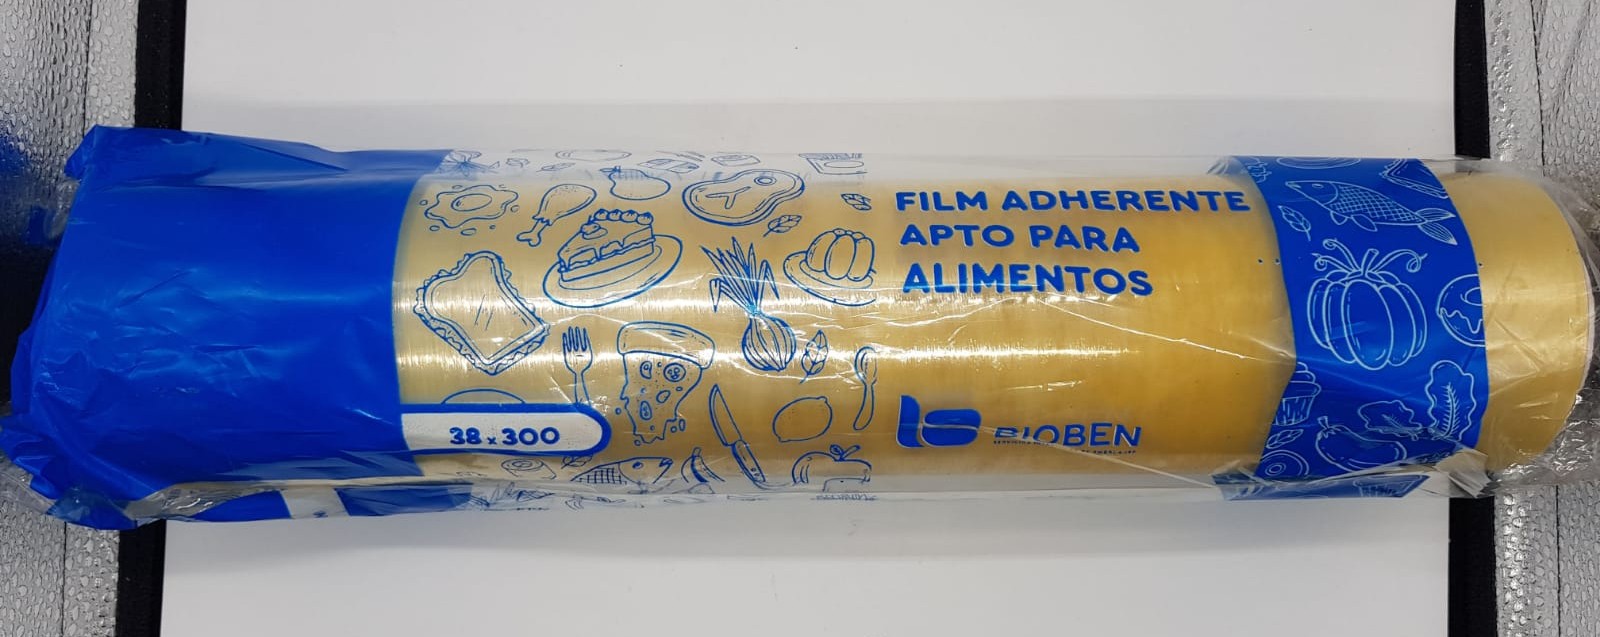 FILM ADHERENTE
APTO PARA
ALIMENTOS
38 x 300
BIOBEN